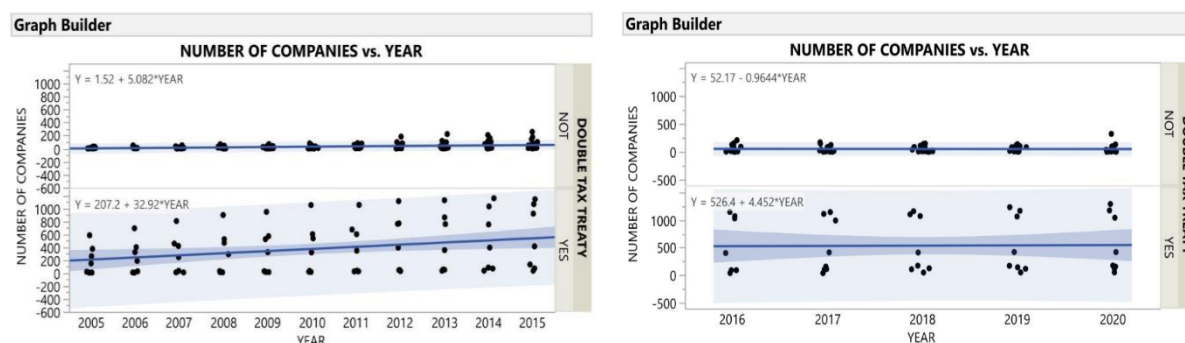 Graph Builder
NUMBER OF COMPANIES vs. YEAR
Y = 1.52 + 5.082*YEAR
1000
800
600
400
200
0
-200
-400
-600
NOT
Y = 207.2 + 32.92*YEAR
1000
800
600
400
200
0
-200
-400
-600
YES
NUMBER OF COMPANIES
DOUBLE TAX TREATY
2005 2006 2007 2008 2009 2010 2011 2012 2013 2014 2015
YEAR
Graph Builder
NUMBER OF COMPANIES vs. YEAR
Y = 52.17 - 0.9644*YEAR
1000
500
0
-500
NOT
Y = 526.4 + 4.452*YEAR
1000
500
0
-500
YES
NUMBER OF COMPANIES
2016 2017 2018 2019 2020
YEAR